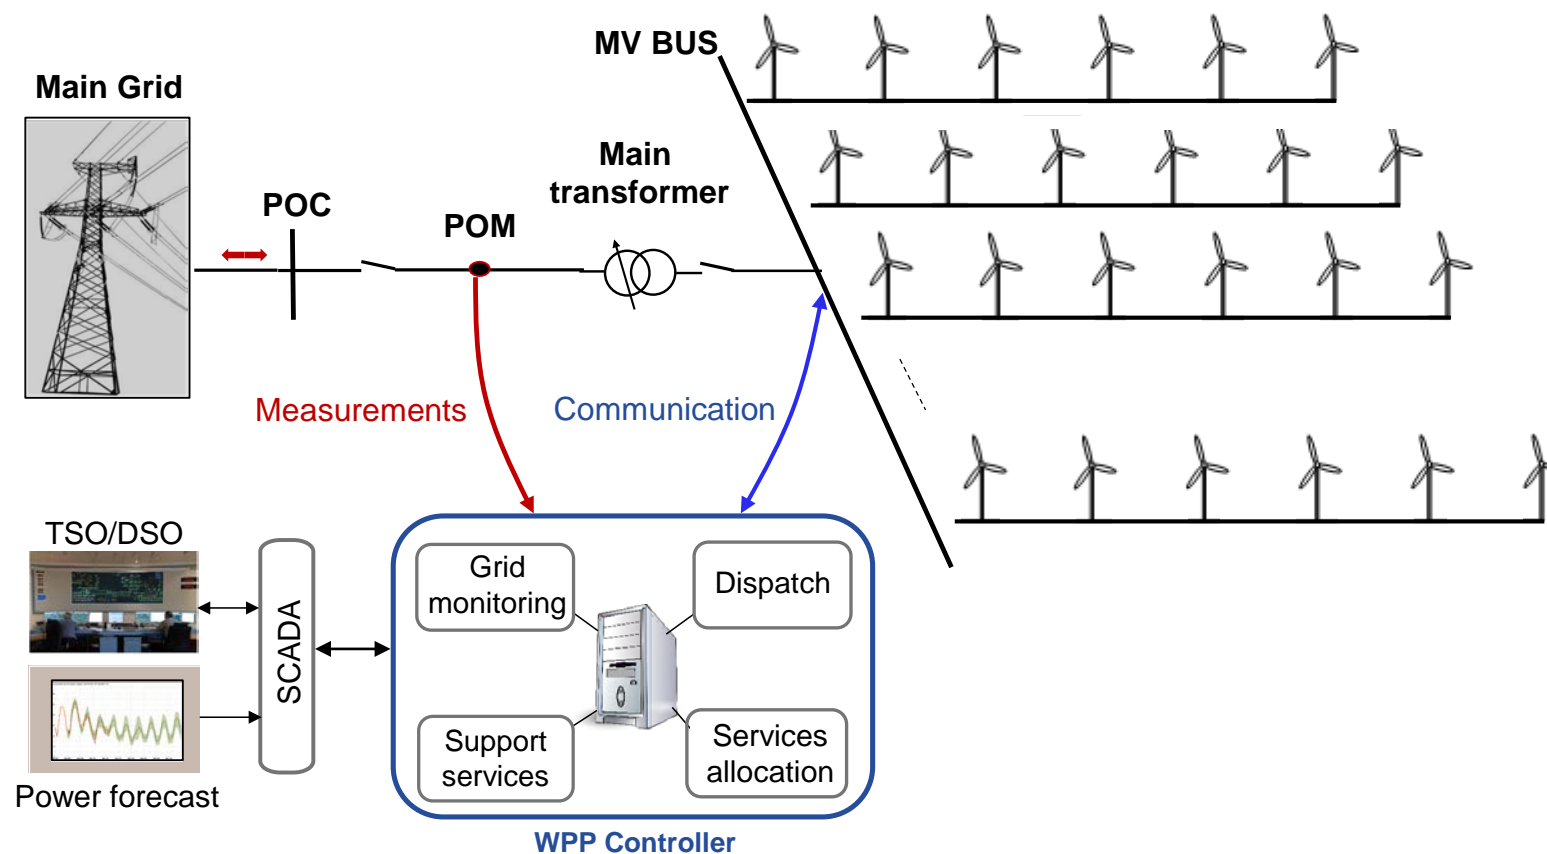 MV BUS
Main Grid
Main
transformer
POC
POM
Measurements
Communication
TSO/DSO
SCADA
Power forecast
Grid
monitoring
Dispatch
Support
services
Services
allocation
WPP Controller